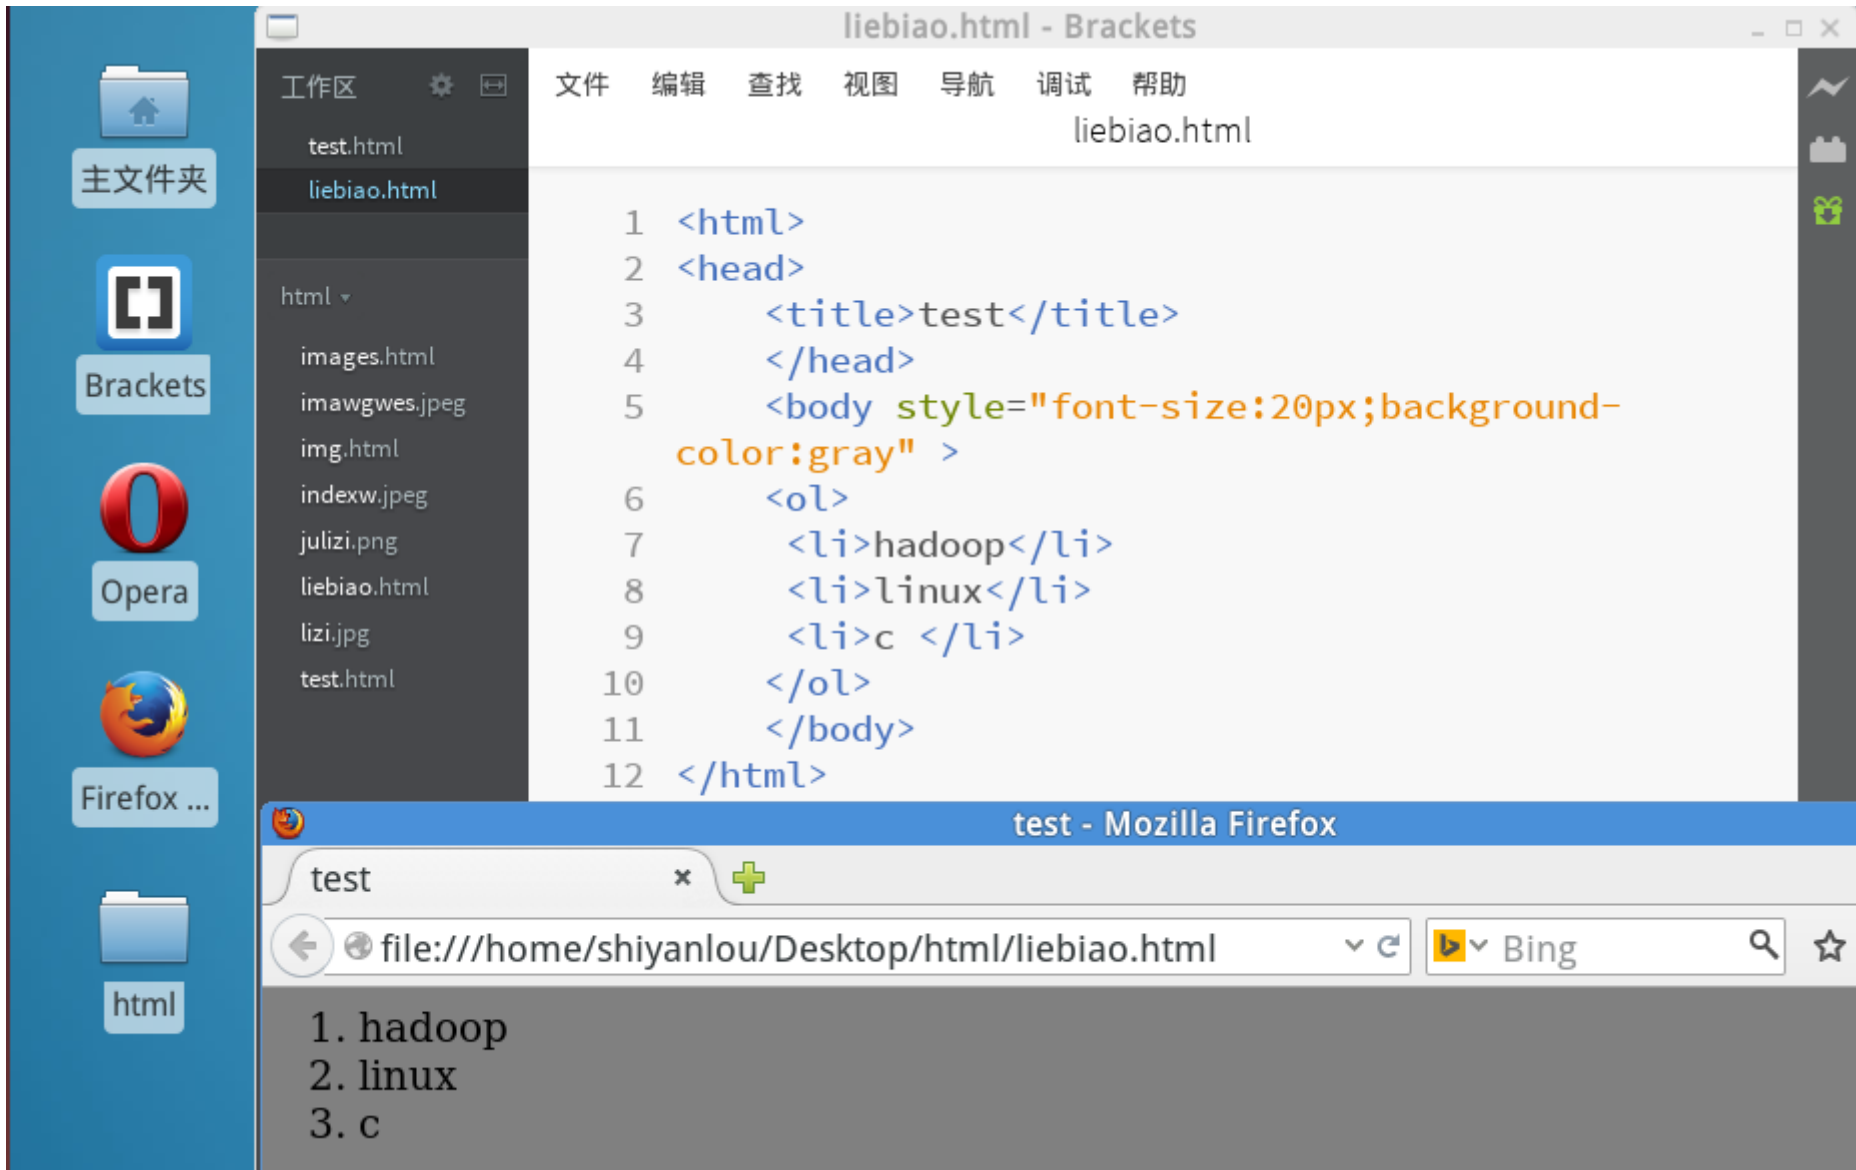 主文件夹
Brackets
Opera
Firefox ...
html
liebiao.html - Brackets
工作区
test.html
liebiao.html
html
images.html
imawgwes.jpeg
img.html
indexw.jpeg
julizi.png
liebiao.html
lizi.jpg
test.html
文件 编辑 查找 视图 导航 调试 帮助
liebiao.html
1 <html>
2 <head>
3 <title>test</title>
4 </head>
5 <body style="font-size:20px;background-
color:gray" >
6 <ol>
7 <li>hadoop</li>
8 <li>linux</li>
9 <li>c </li>
10 </ol>
11 </body>
12 </html>
test - Mozilla Firefox
test
file:///home/shiyanlou/Desktop/html/liebiao.html
Bing
1. hadoop
2. linux
3. c